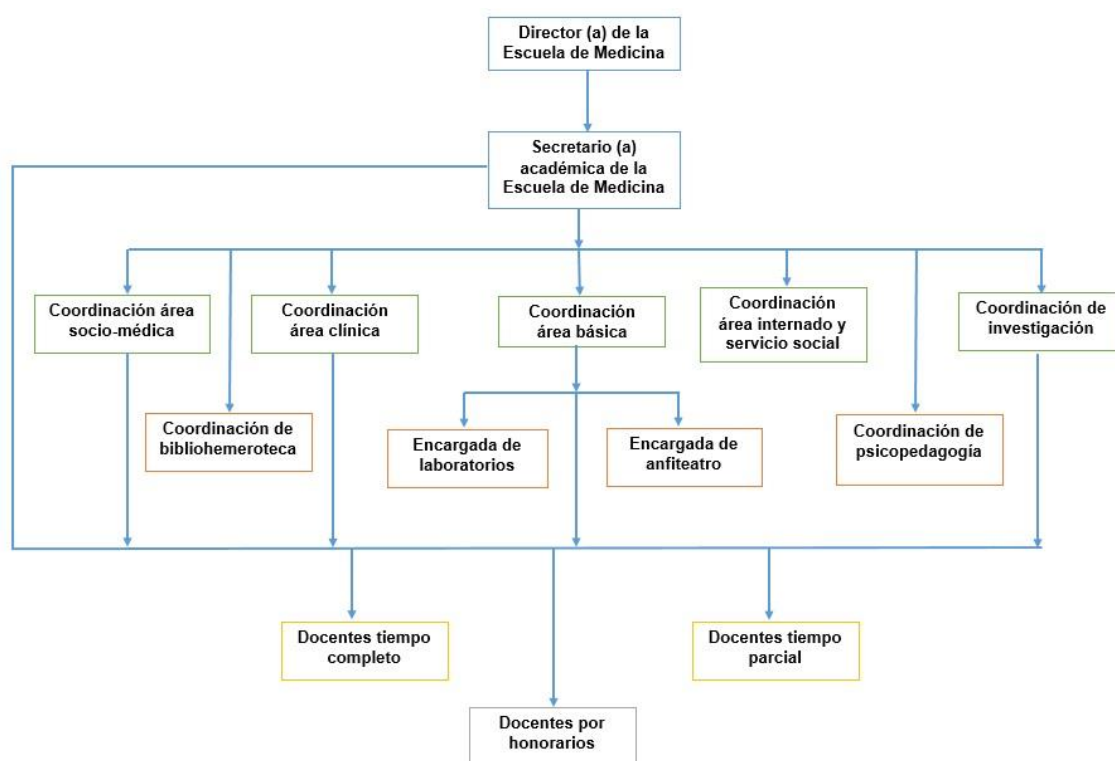 Director (a) de la
Escuela de Medicina
Secretario (a)
académica de la
Escuela de Medicina
Coordinación área
socio-médica
Coordinación
área clínica
Coordinación
área básica
Coordinación
área internado y
servicio social
Coordinación de
investigación
Coordinación de
bibliohemeroteca
Encargada de
laboratorios
Encargada de
anfiteatro
Coordinación de
psicopedagogía
Docentes tiempo
completo
Docentes tiempo
parcial
Docentes por
honorarios